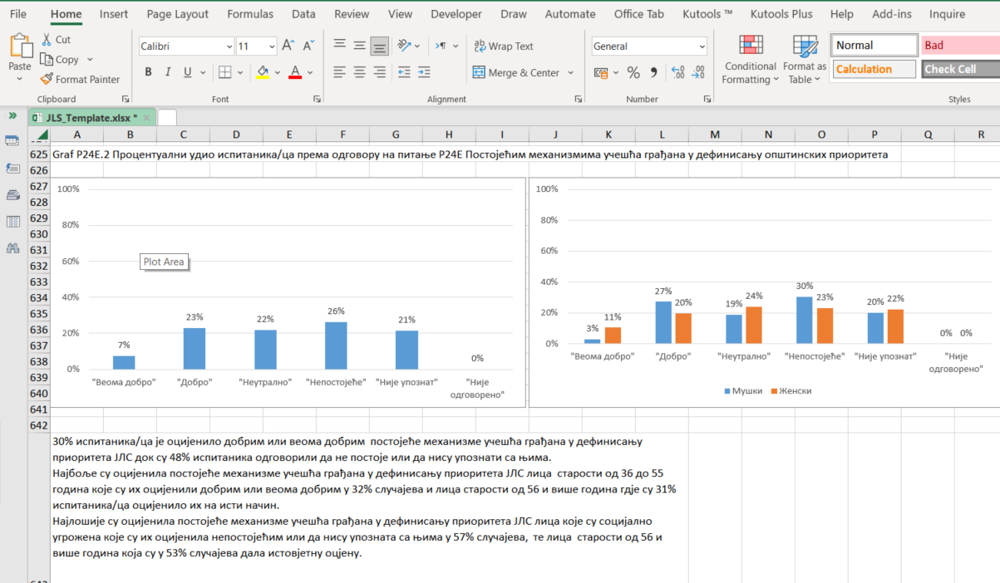 File Home Insert Page Layout Formulas Data Review View Developer Draw Automate Office Tab Kutools ™ Kutools Plus Help Add-ins Inquire
Paste
Cut
Copy
Format Painter
Clipboard
Calibri 11
B I U
Font
Wrap Text
Merge & Center
Alignment
General
Number
Conditional Formatting
Format as Table
Normal Bad
Calculation Check Cell
Styles
JLS_Template.xlsx *
A B C D E F G H I J K L M N O P Q R
625 Graf P24E.2 Процентуални удио испитаника/ца према одговору на питање P24E Постојећим механизмима учешћа грађана у дефинисању општинских приоритета
626
627
628
629
630
631
632
633
634
635
636
637
638
639
640
641
642
100%
80%
60%
40%
20%
0%
Plot Area
7% 23% 22% 26% 21% 0%
"Веома добро" "Добро" "Неутрално" "Непостојеће" "Није упознат" "Није
одговорено"
100%
80%
60%
40%
20%
0%
3% 11% 27% 20% 19% 24% 30% 23% 20% 22% 0% 0%
"Веома добро" "Добро" "Неутрално" "Непостојеће" "Није упознат" "Није
одговорено"
Мушки Женски
30% испитаника/ца је оцијенило добрим или веома добрим постојеће механизме учешћа грађана у дефинисању
приоритета ЈЛС док су 48% испитаника одговорили да не постоје или да нису упознати са њима.
Најбоље су оцијенила постојеће механизме учешћа грађана у дефинисању приоритета ЈЛС лица старости од 36 до 55
година које су их оцијенили добрим или веома добрим у 32% случајева и лица старости од 56 и више година гдје су 31%
испитаника/ца оцијенило их на исти начин.
Најлошије су оцијенила постојеће механизме учешћа грађана у дефинисању приоритета ЈЛС лица које су социјално
угрожена које су их оцијенила непостојећим или да нису упозната са њима у 57% случајева, те лица старости од 56 и
више година која су у 53% случајева дала истовјетну оцјену.